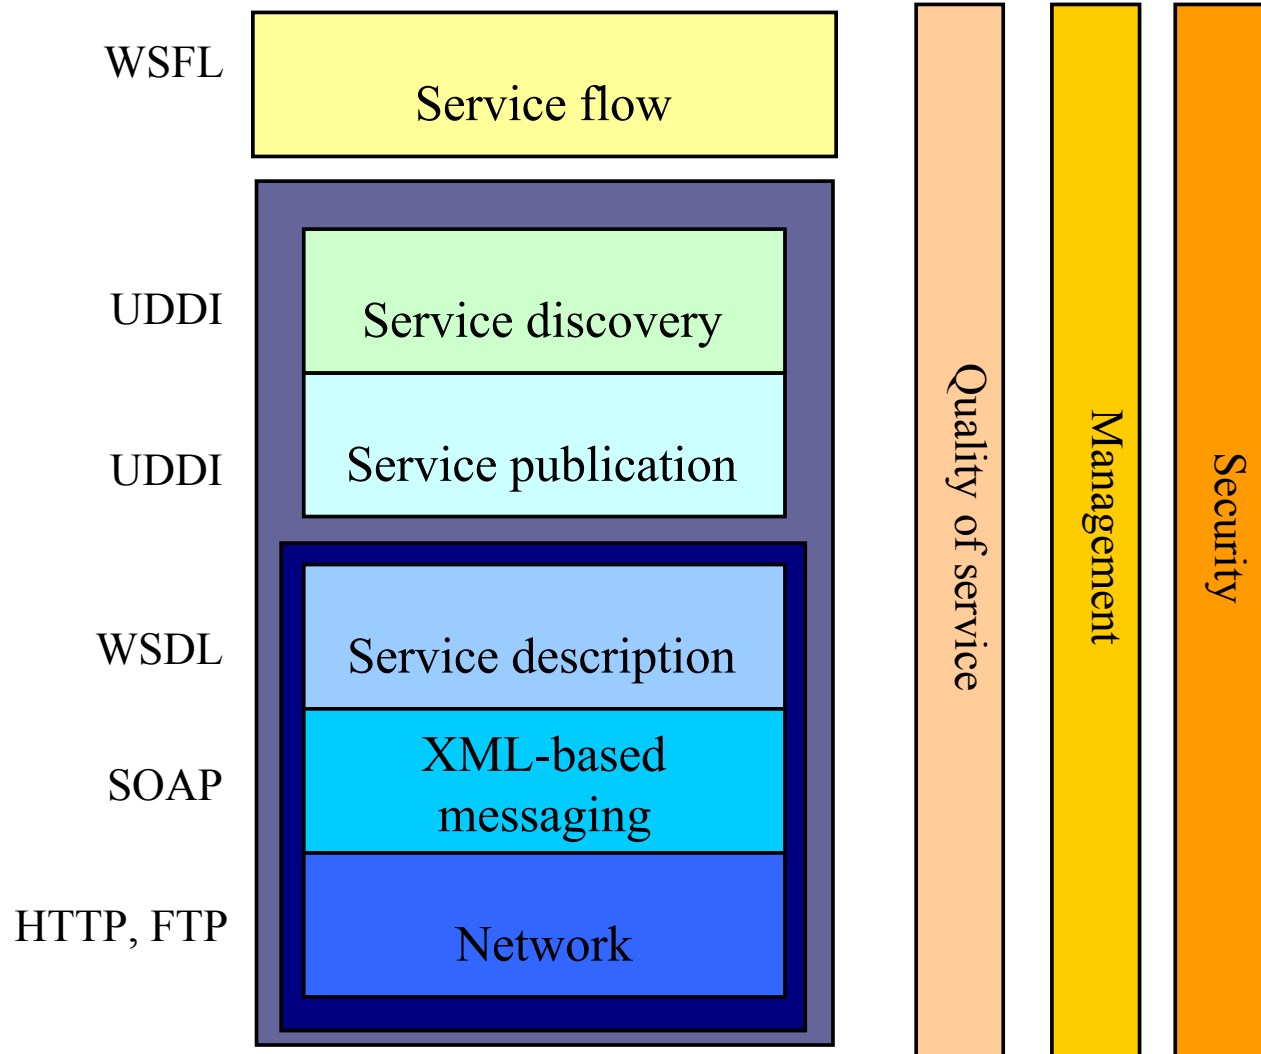 WSFL
Service flow
UDDI
Service discovery
UDDI
Service publication
WSDL
Service description
SOAP
XML-based
messaging
HTTP, FTP
Network
Quality of service
Management
Security